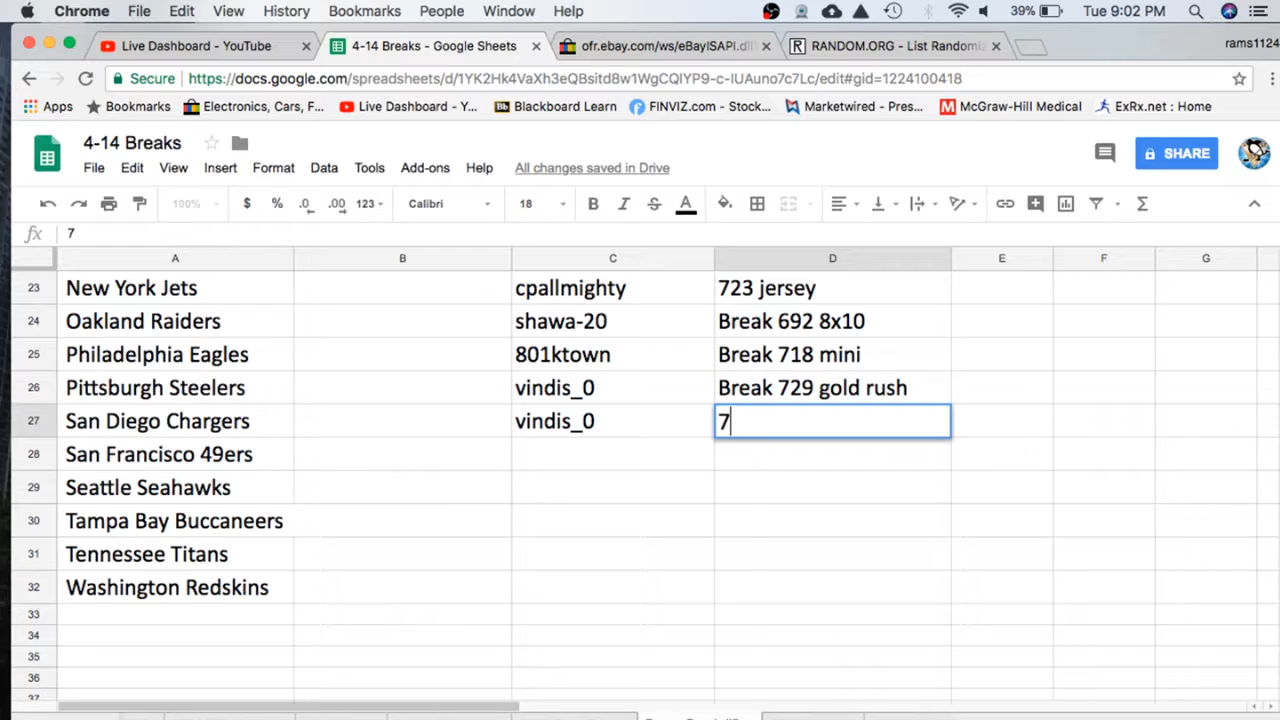 Chrome File Edit View History Bookmarks People Window Help 39% Tue 9:02 PM
Live Dashboard - YouTube × 4-14 Breaks - Google Sheets × ofr.ebay.com/ws/eBayISAPI.dl × RANDOM.ORG - List Randomi × rams1124
Secure https://docs.google.com/spreadsheets/d/1YK2Hk4VaXh3eQBsitd8w1WgCQIYP9-c-IUAuno7c7Lc/edit#gid=1224100418
Apps Bookmarks Electronics, Cars, F... Live Dashboard - Y... Bb Blackboard Learn FINVIZ.com - Stock... Marketwired - Pres... M McGraw-Hill Medical ExRx.net : Home
4-14 Breaks SHARE
File Edit View Insert Format Data Tools Add-ons Help All changes saved in Drive
100% $ % .0 .00 123 Calibri 18 B I S A Σ
fx 7
A B C D E F G
23 New York Jets cpallmighty 723 jersey
24 Oakland Raiders shawa-20 Break 692 8x10
25 Philadelphia Eagles 801ktown Break 718 mini
26 Pittsburgh Steelers vindis_0 Break 729 gold rush
27 San Diego Chargers vindis_0 7
28 San Francisco 49ers
29 Seattle Seahawks
30 Tampa Bay Buccaneers
31 Tennessee Titans
32 Washington Redskins
33
34
35
36
37